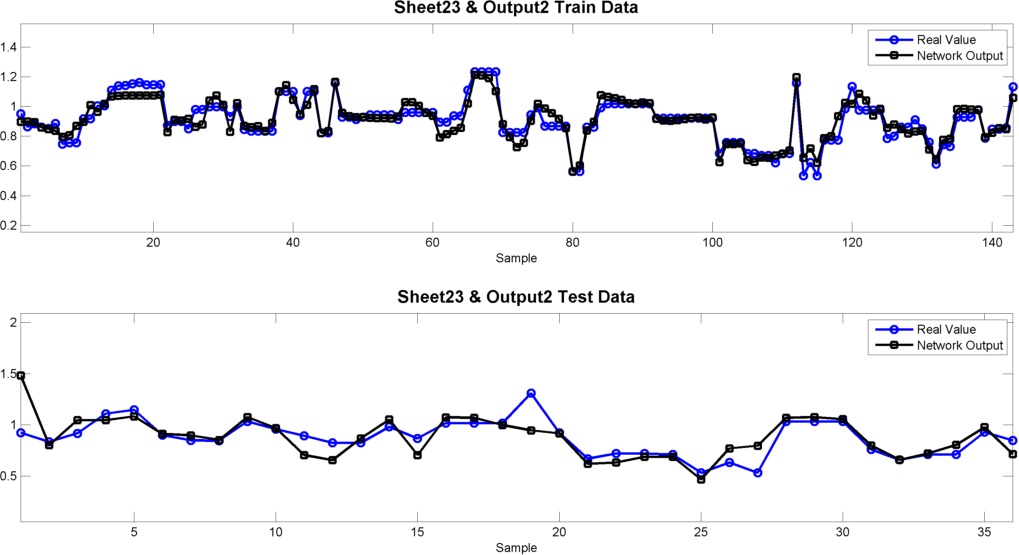 Sheet23 & Output2 Train Data
Real Value
Network Output
1.4
1.2
1
0.8
0.6
0.4
0.2
20 40 60 80 100 120 140
Sample
Sheet23 & Output2 Test Data
Real Value
Network Output
2
1.5
1
0.5
5 10 15 20 25 30 35
Sample